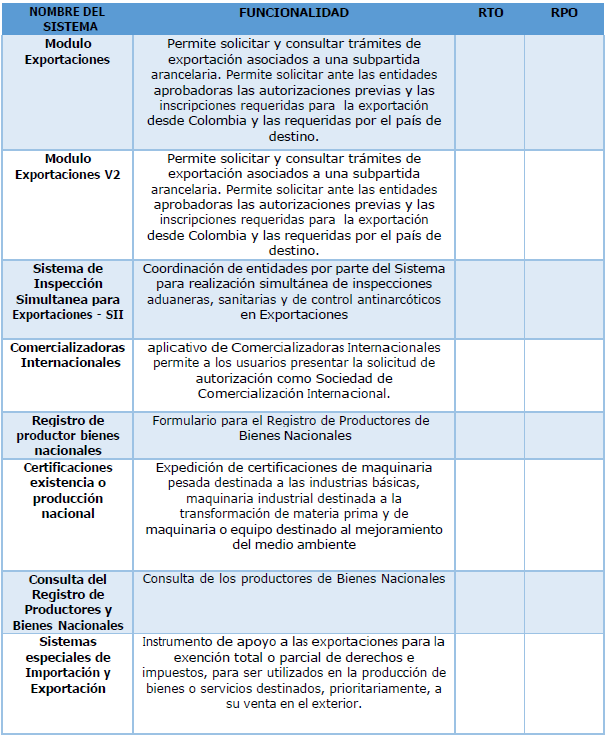 NOMBRE DEL
SISTEMA
FUNCIONALIDAD
RTO
RPO
Modulo
Exportaciones
Permite solicitar y consultar trámites de
exportación asociados a una subpartida
arancelaria. Permite solicitar ante las entidades
aprobadoras las autorizaciones previas y las
inscripciones requeridas para la exportación
desde Colombia y las requeridas por el país de
destino.
Modulo
Exportaciones V2
Permite solicitar y consultar trámites de
exportación asociados a una subpartida
arancelaria. Permite solicitar ante las entidades
aprobadoras las autorizaciones previas y las
inscripciones requeridas para la exportación
desde Colombia y las requeridas por el país de
destino.
Sistema de
Inspección
Simultanea para
Exportaciones - SII
Coordinación de entidades por parte del Sistema
para realización simultánea de inspecciones
aduaneras, sanitarias y de control antinarcóticos
en Exportaciones
Comercializadoras
Internacionales
aplicativo de Comercializadoras Internacionales
permite a los usuarios presentar la solicitud de
autorización como Sociedad de
Comercialización Internacional.
Registro de
productor bienes
nacionales
Formulario para el Registro de Productores de
Bienes Nacionales
Certificaciones
existencia o
producción
nacional
Expedición de certificaciones de maquinaria
pesada destinada a las industrias básicas,
maquinaria industrial destinada a la
transformación de materia prima y de
maquinaria o equipo destinado al mejoramiento
del medio ambiente
Consulta del
Registro de
Productores y
Bienes Nacionales
Consulta de los productores de Bienes Nacionales
Sistemas
especiales de
Importación y
Exportación
Instrumento de apoyo a las exportaciones para la
exención total o parcial de derechos e
impuestos, para ser utilizados en la producción de
bienes o servicios destinados, prioritariamente, a
su venta en el exterior.